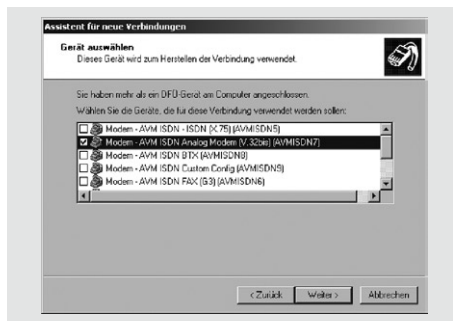 Assistent für neue Verbindungen
Gerät auswählen
Dieses Gerät wird zum Herstellen der Verbindung verwendet.
Sie haben mehr als ein DFÜ-Gerät am Computer angeschlossen.
Wählen Sie die Geräte, die für diese Verbindung verwendet werden sollen:
Modem - AVM ISDN - ISDN (X.75) (AVMISDN5)
Modem - AVM ISDN Analog Modem (V.32bis) (AVMISDN7)
Modem - AVM ISDN BTX (AVMISDN8)
Modem - AVM ISDN Custom Config (AVMISDN9)
Modem - AVM ISDN FAX (G3) (AVMISDN6)
< Zurück Weiter > Abbrechen